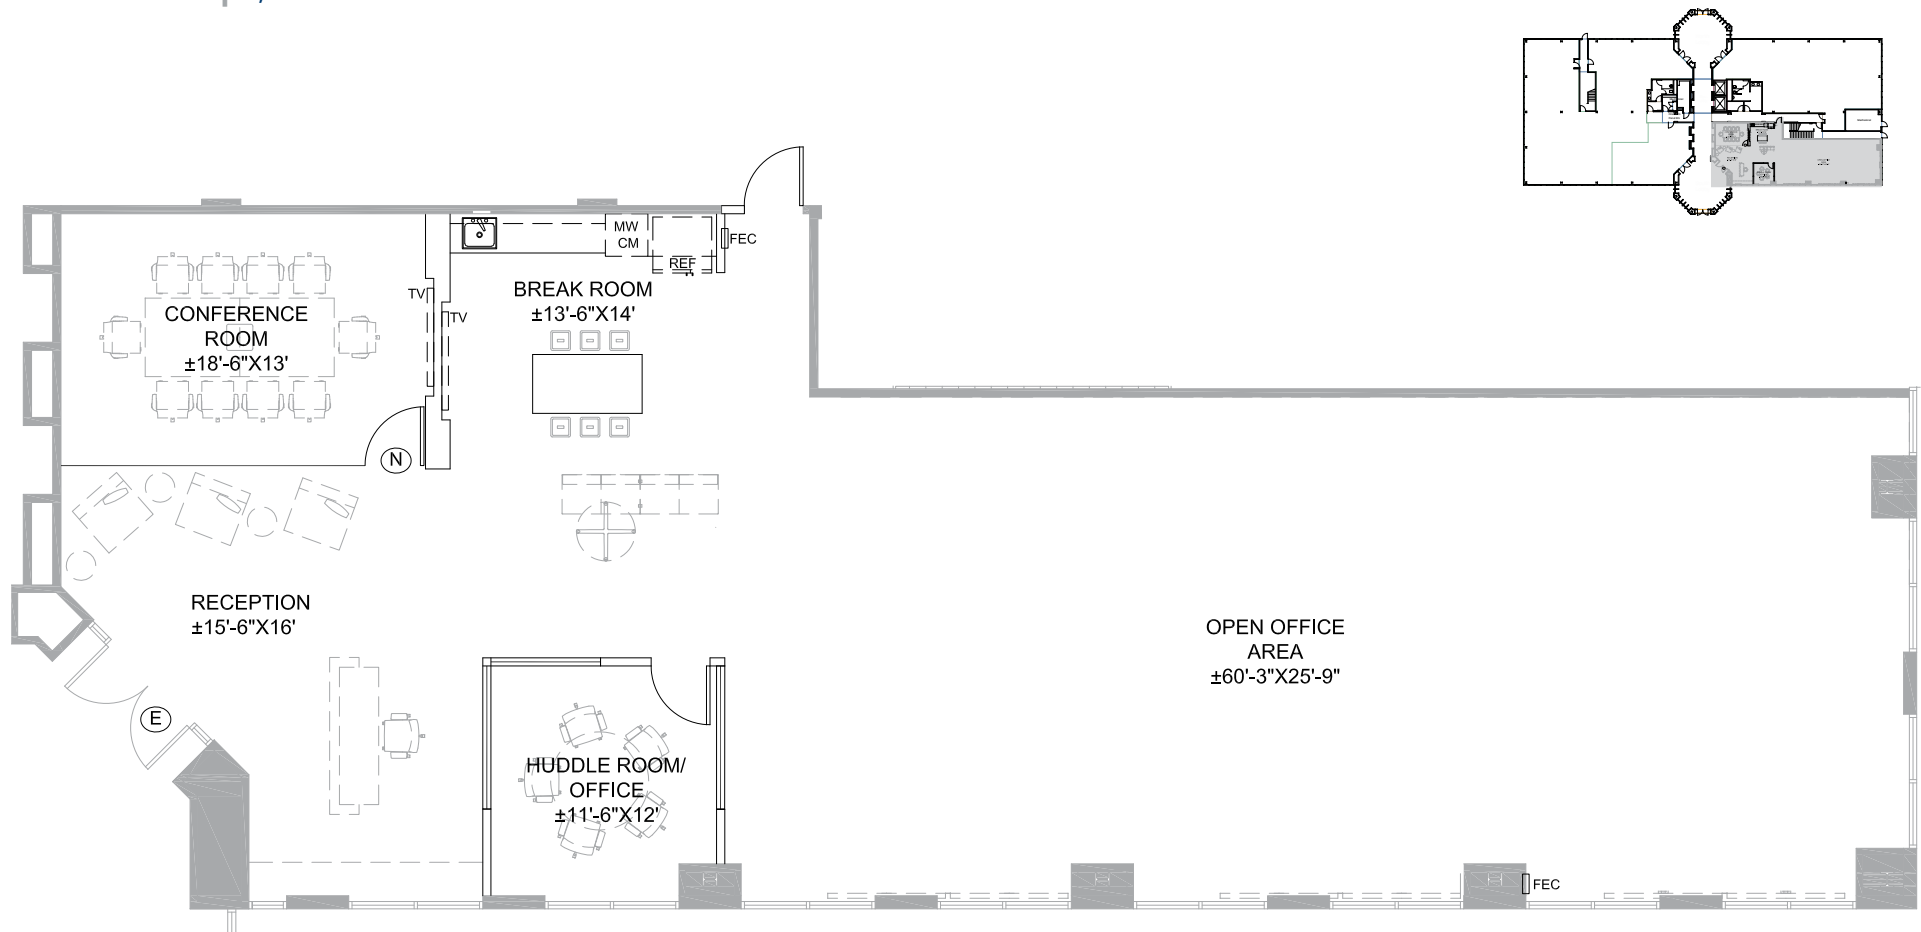 MW
CM
REF
FEC
TV
TV
BREAK ROOM
±13'-6"X14'
CONFERENCE
ROOM
±18'-6"X13'
N
RECEPTION
±15'-6"X16'
E
OPEN OFFICE
AREA
±60'-3"X25'-9"
HUDDLE ROOM/
OFFICE
±11'-6"X12'
FEC